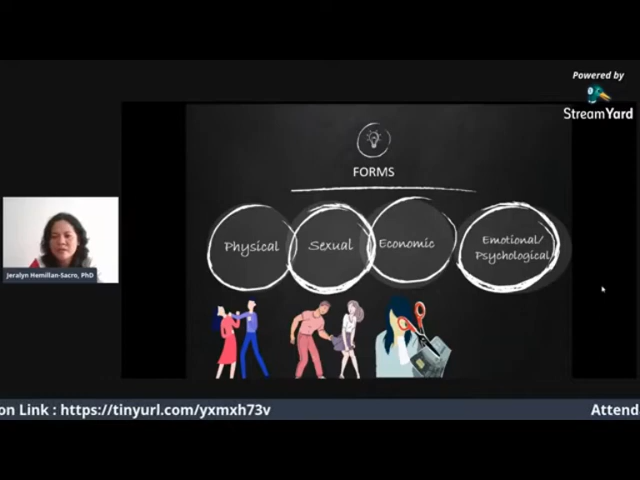 Powered by
StreamYard
FORMS
Physical
Sexual
Economic
Emotional/
Psychological
Jeralyn Hemillan-Sacro, PhD
on Link : https://tinyurl.com/yxmxh73v
Attend